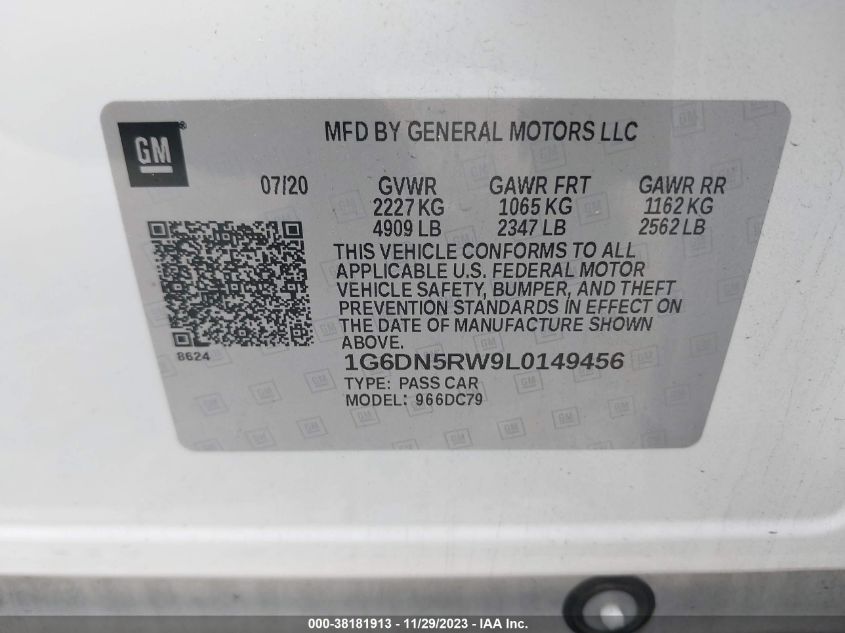 GM®
MFD BY GENERAL MOTORS LLC
07/20 GVWR GAWR FRT GAWR RR
2227 KG 1065 KG 1162 KG
4909 LB 2347 LB 2562 LB
THIS VEHICLE CONFORMS TO ALL
APPLICABLE U.S. FEDERAL MOTOR
VEHICLE SAFETY, BUMPER, AND THEFT
PREVENTION STANDARDS IN EFFECT ON
THE DATE OF MANUFACTURE SHOWN
ABOVE.
8624
1G6DN5RW9L0149456
TYPE: PASS CAR
MODEL: 966DC79
000-38181913 - 11/29/2023 - IAA Inc.